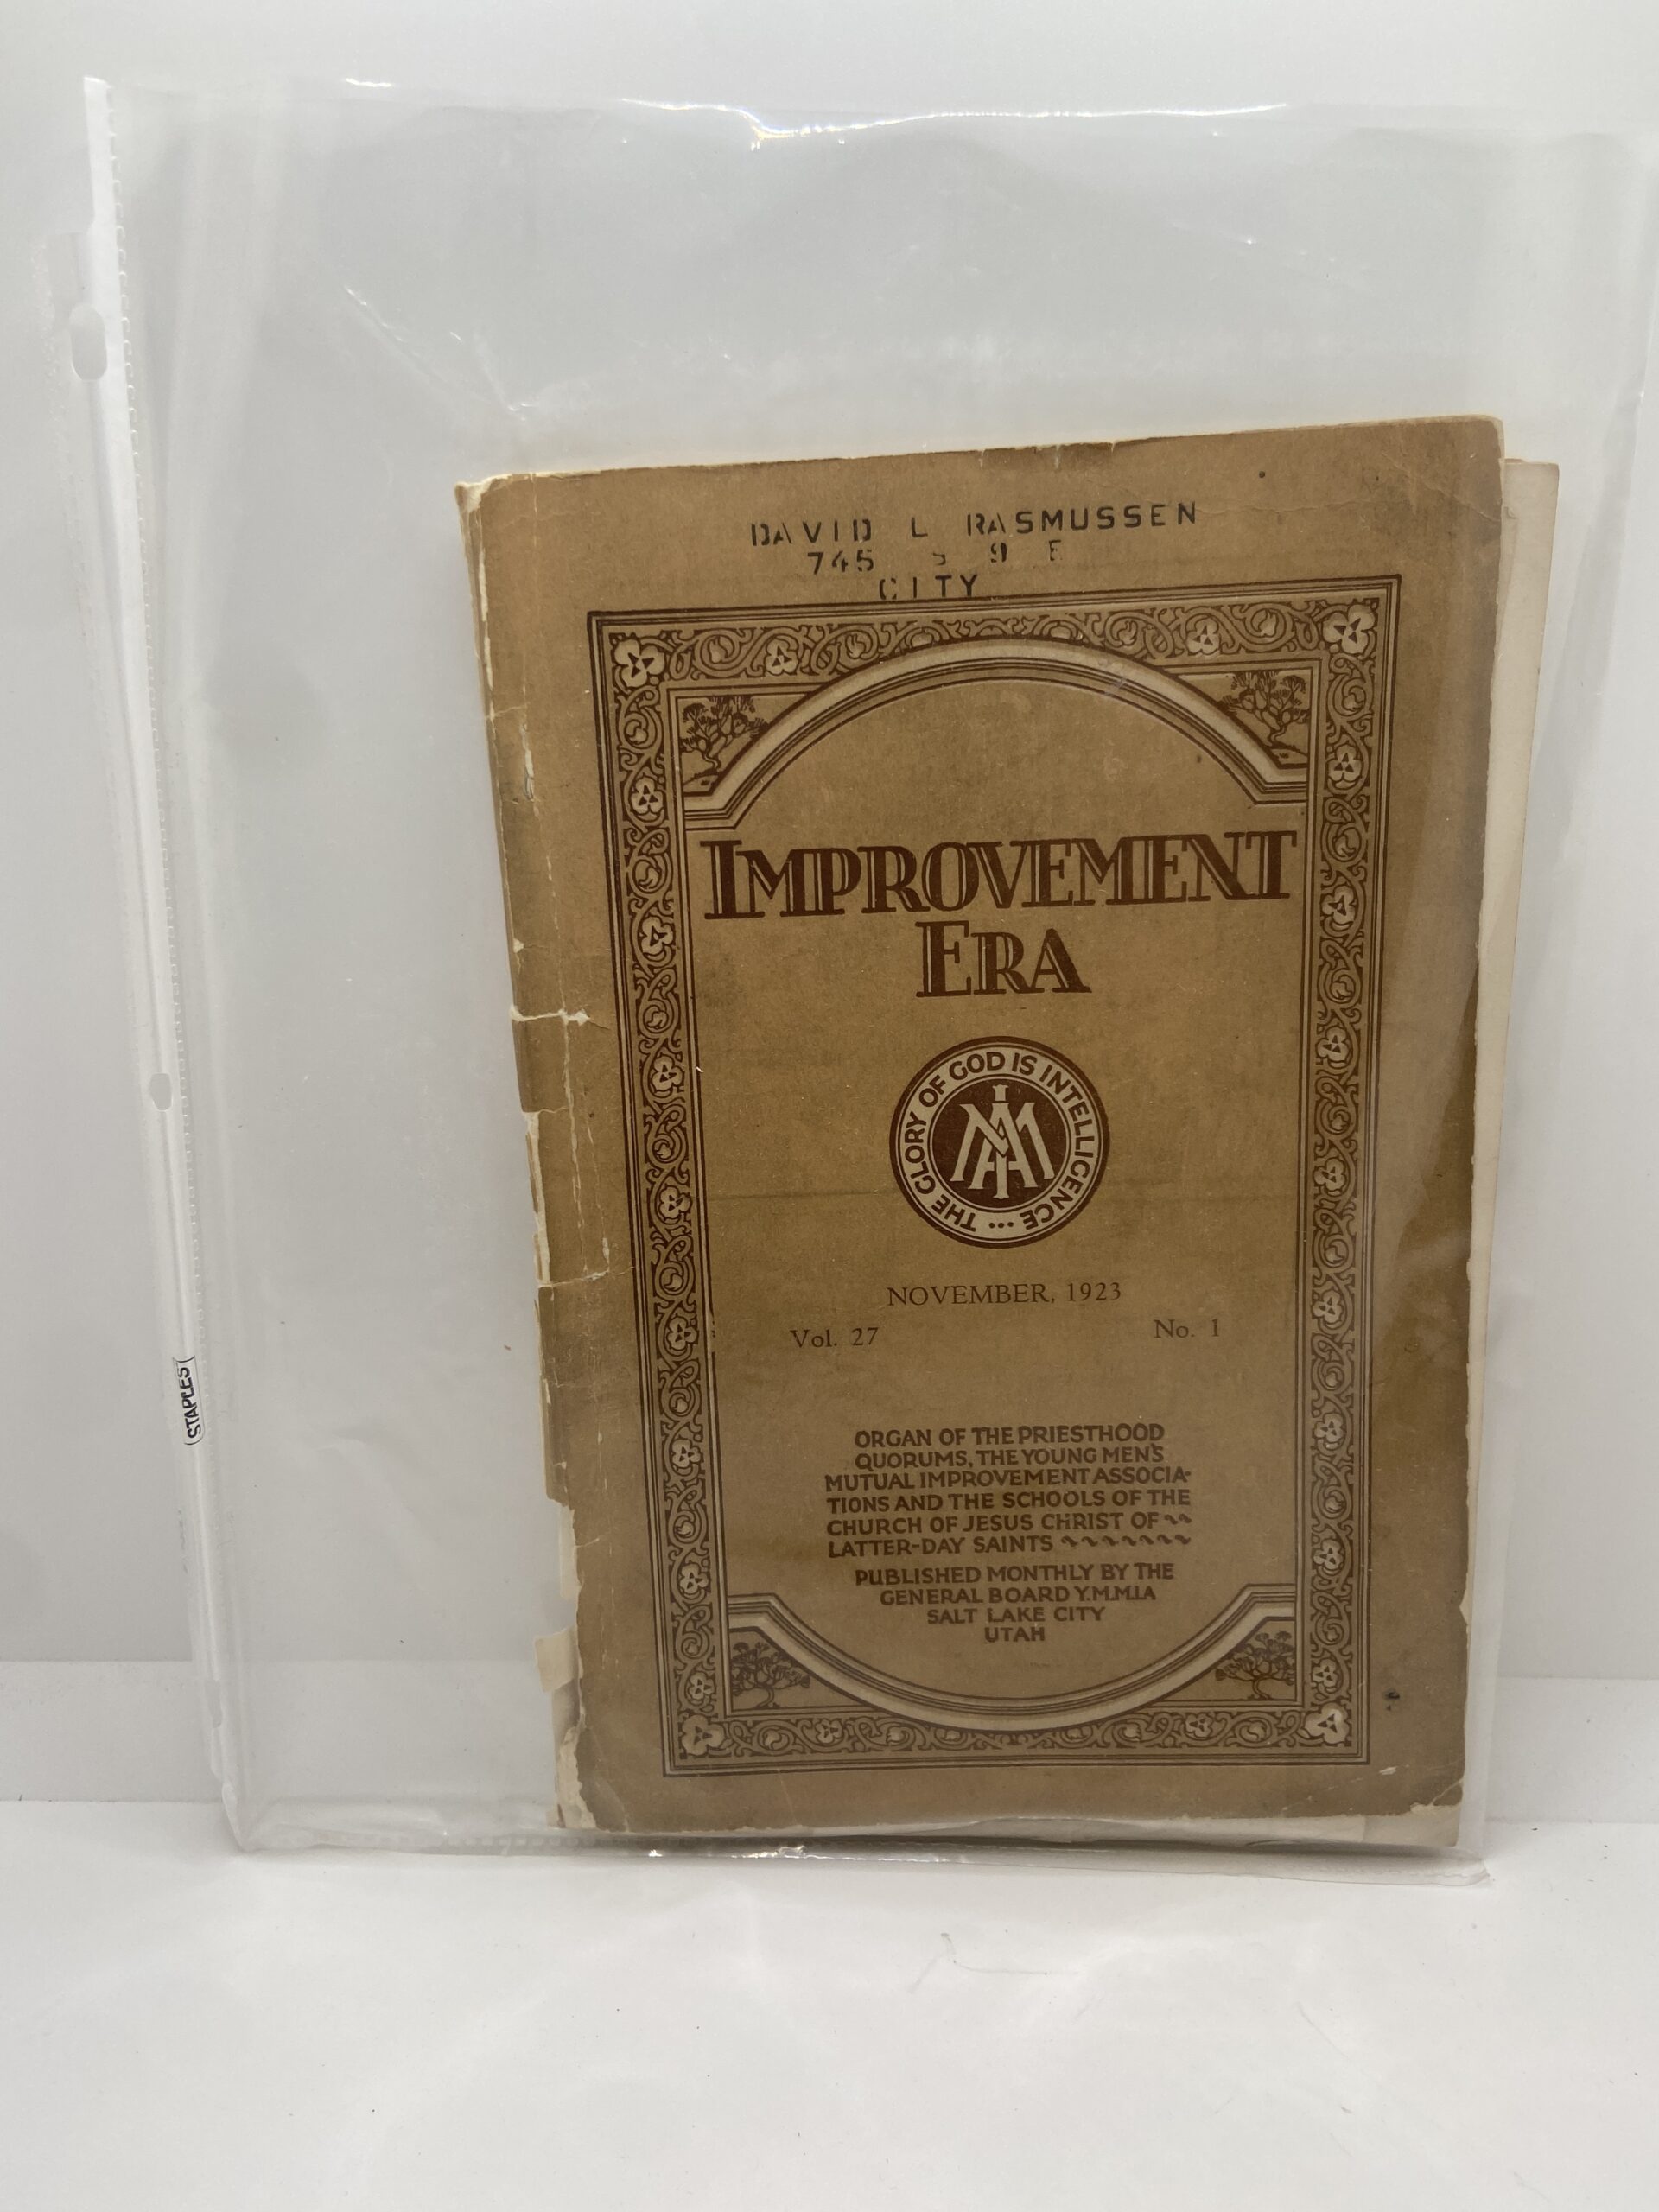 DAVID L RASMUSSEN
745 S 9 E
CITY
IMPROVEMENT
ERA
THE GLORY OF GOD IS INTELLIGENCE ...
MIA
NOVEMBER, 1923
Vol. 27 No. 1
ORGAN OF THE PRIESTHOOD
QUORUMS, THE YOUNG MEN'S
MUTUAL IMPROVEMENT ASSOCIA-
TIONS AND THE SCHOOLS OF THE
CHURCH OF JESUS CHRIST OF ~~
LATTER-DAY SAINTS ~~~~~~~
PUBLISHED MONTHLY BY THE
GENERAL BOARD Y.M.M.I.A
SALT LAKE CITY
UTAH
STAPLES